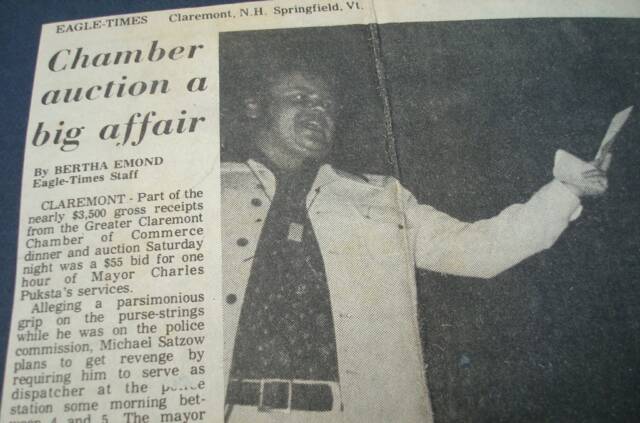 EAGLE-TIMES Claremont, N.H. Springfield, Vt.
Chamber
auction a
big affair
By BERTHA EMOND
Eagle-Times Staff
CLAREMONT - Part of the
nearly $3,500 gross receipts
from the Greater Claremont
Chamber of Commerce
dinner and auction Saturday
night was a $55 bid for one
hour of Mayor Charles
Puksta's services.
Alleging a parsimonious
grip on the purse-strings
while he was on the police
commission, Michael Satzow
plans to get revenge by
requiring him to serve as
dispatcher at the
station some morning bet-
4 and 5. The mayor